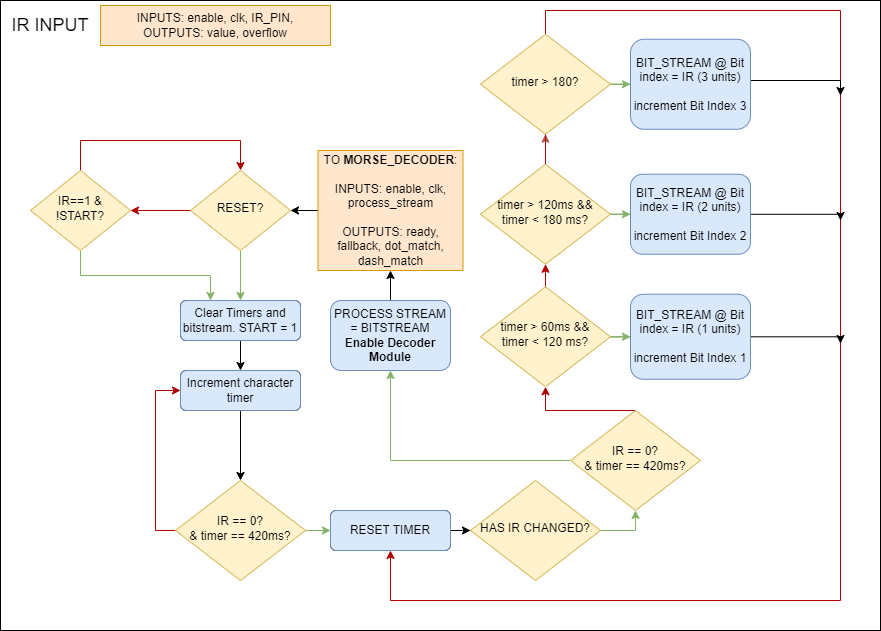 IR INPUT
INPUTS: enable, clk, IR_PIN,
OUTPUTS: value, overflow
timer > 180?
BIT_STREAM @ Bit
index = IR (3 units)
increment Bit Index 3
TO MORSE_DECODER:
INPUTS: enable, clk,
process_stream
OUTPUTS: ready,
fallback, dot_match,
dash_match
IR==1 &
!START?
RESET?
timer > 120ms &&
timer < 180 ms?
BIT_STREAM @ Bit
index = IR (2 units)
increment Bit Index 2
Clear Timers and
bitstream. START = 1
PROCESS STREAM
= BITSTREAM
Enable Decoder
Module
timer > 60ms &&
timer < 120 ms?
BIT_STREAM @ Bit
index = IR (1 units)
increment Bit Index 1
Increment character
timer
IR == 0?
& timer == 420ms?
IR == 0?
& timer == 420ms?
RESET TIMER
HAS IR CHANGED?